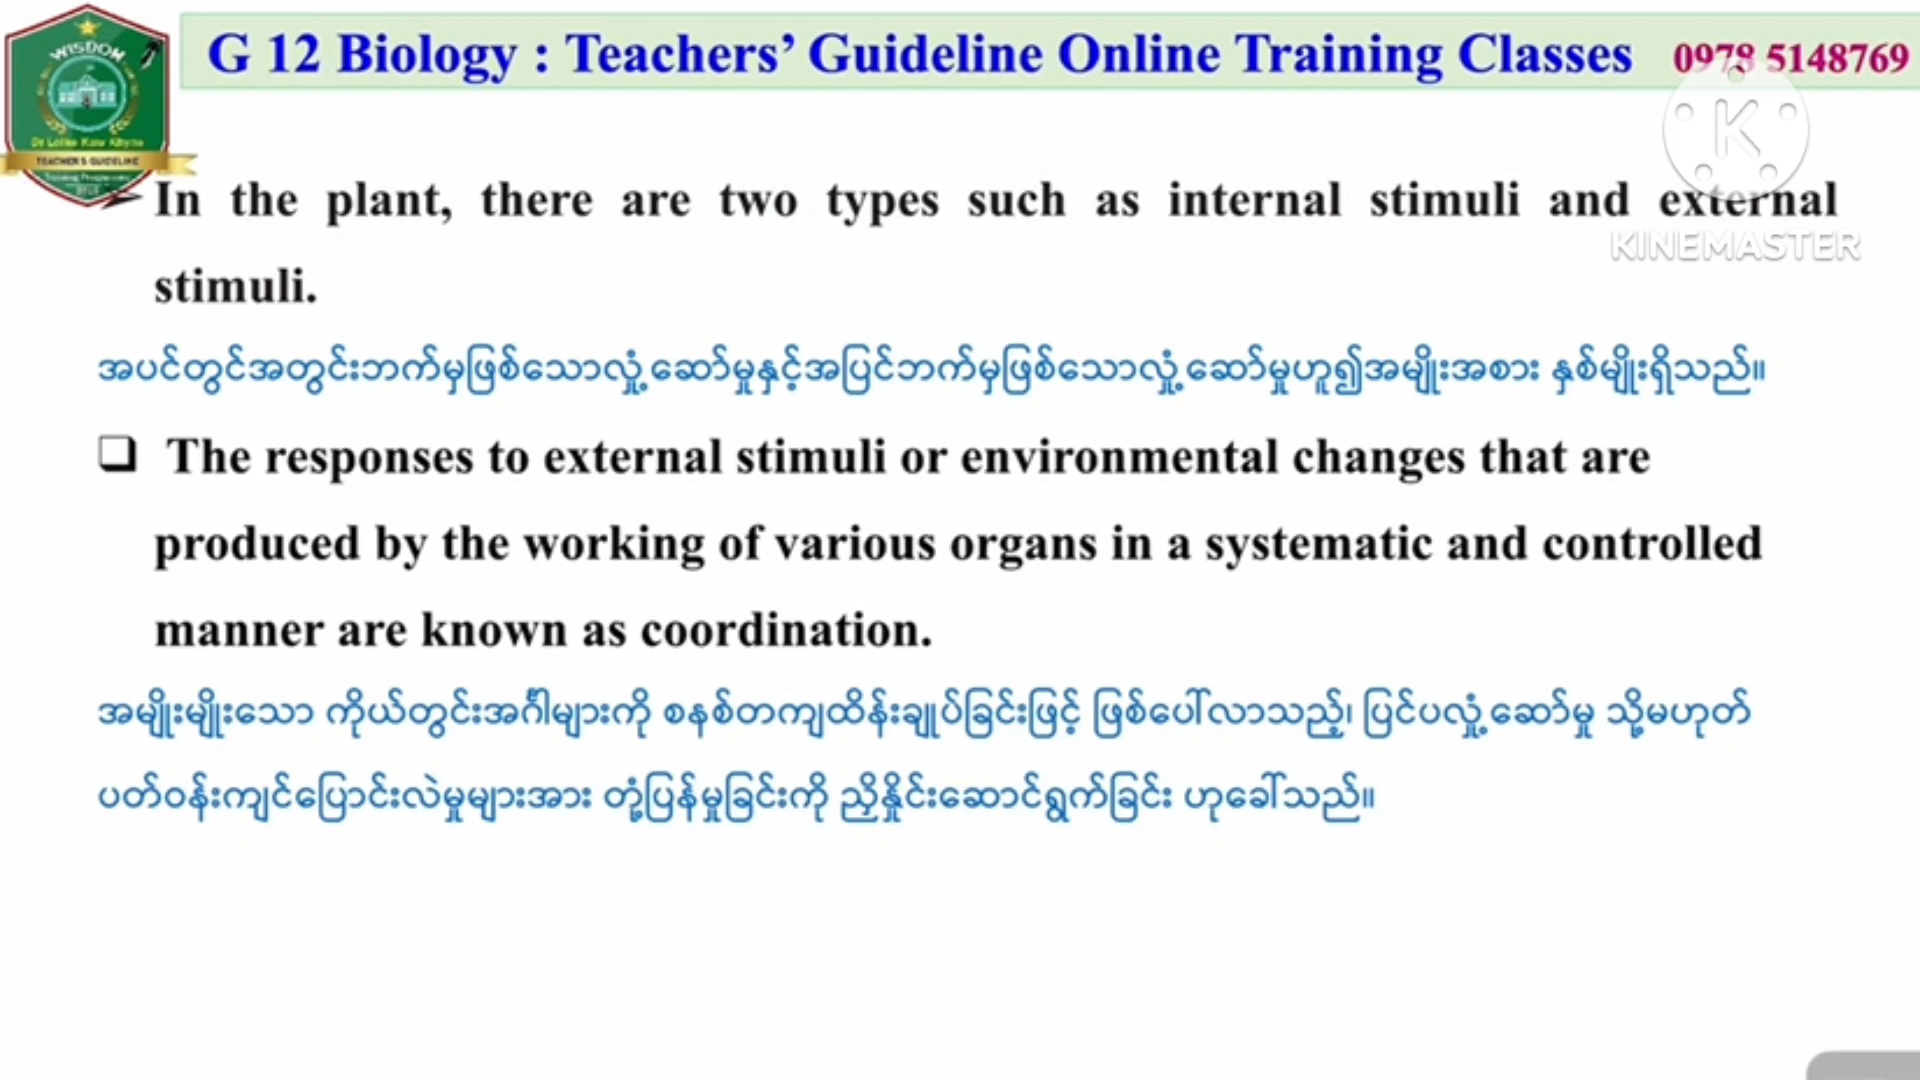 G 12 Biology : Teachers’ Guideline Online Training Classes 0978 5148769
WISDOM
TEACHER'S GUIDELINE
➢ In the plant, there are two types such as internal stimuli and external
KINEMASTER
stimuli.
အပင်တွင်အတွင်းဘက်မှဖြစ်သောလှုံ့ဆော်မှုနှင့်အပြင်ဘက်မှဖြစ်သောလှုံ့ဆော်မှုဟူ၍အမျိုးအစား နှစ်မျိုးရှိသည်။
❑ The responses to external stimuli or environmental changes that are
produced by the working of various organs in a systematic and controlled
manner are known as coordination.
အမျိုးမျိုးသော ကိုယ်တွင်းအင်္ဂါများကို စနစ်တကျထိန်းချုပ်ခြင်းဖြင့် ဖြစ်ပေါ်လာသည့်၊ ပြင်ပလှုံ့ဆော်မှု သို့မဟုတ်
ပတ်ဝန်းကျင်ပြောင်းလဲမှုများအား တုံ့ပြန်မှုခြင်းကို ညှိနှိုင်းဆောင်ရွက်ခြင်း ဟုခေါ်သည်။